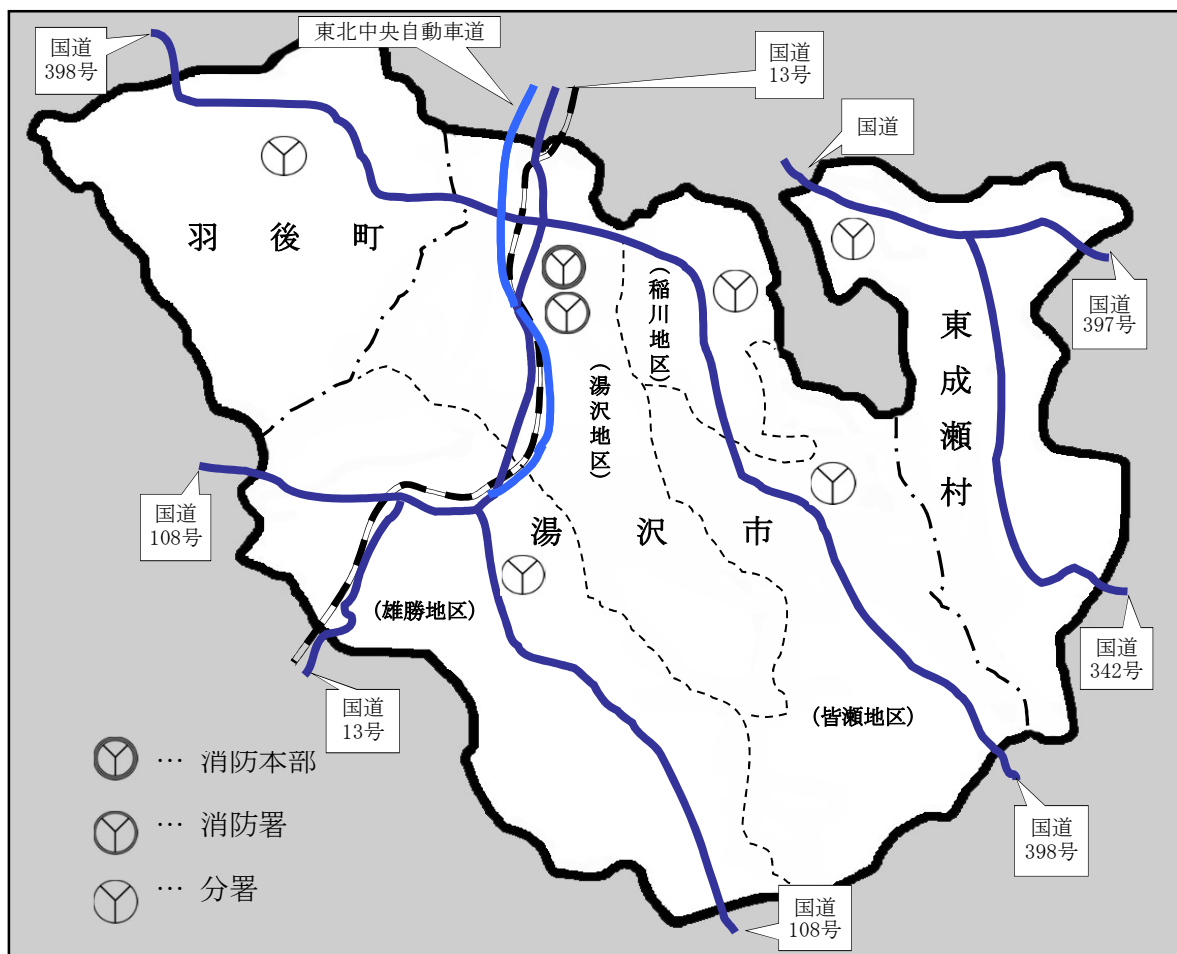 国道
398号
東北中央自動車道
国道
13号
国道
羽後町
(稲川地区)
国道
397号
東成瀬村
(湯沢地区)
国道
108号
湯沢市
(雄勝地区)
国道
342号
国道
13号
(皆瀬地区)
… 消防本部
… 消防署
国道
398号
… 分署
国道
108号